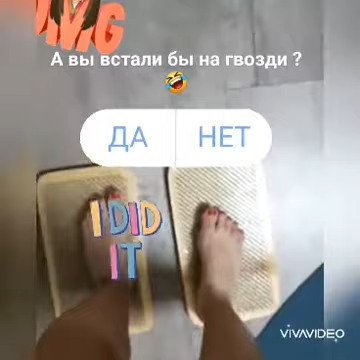 OMG
А вы встали бы на гвозди ?
ДА НЕТ
I DID
IT
VIVAVIDEO